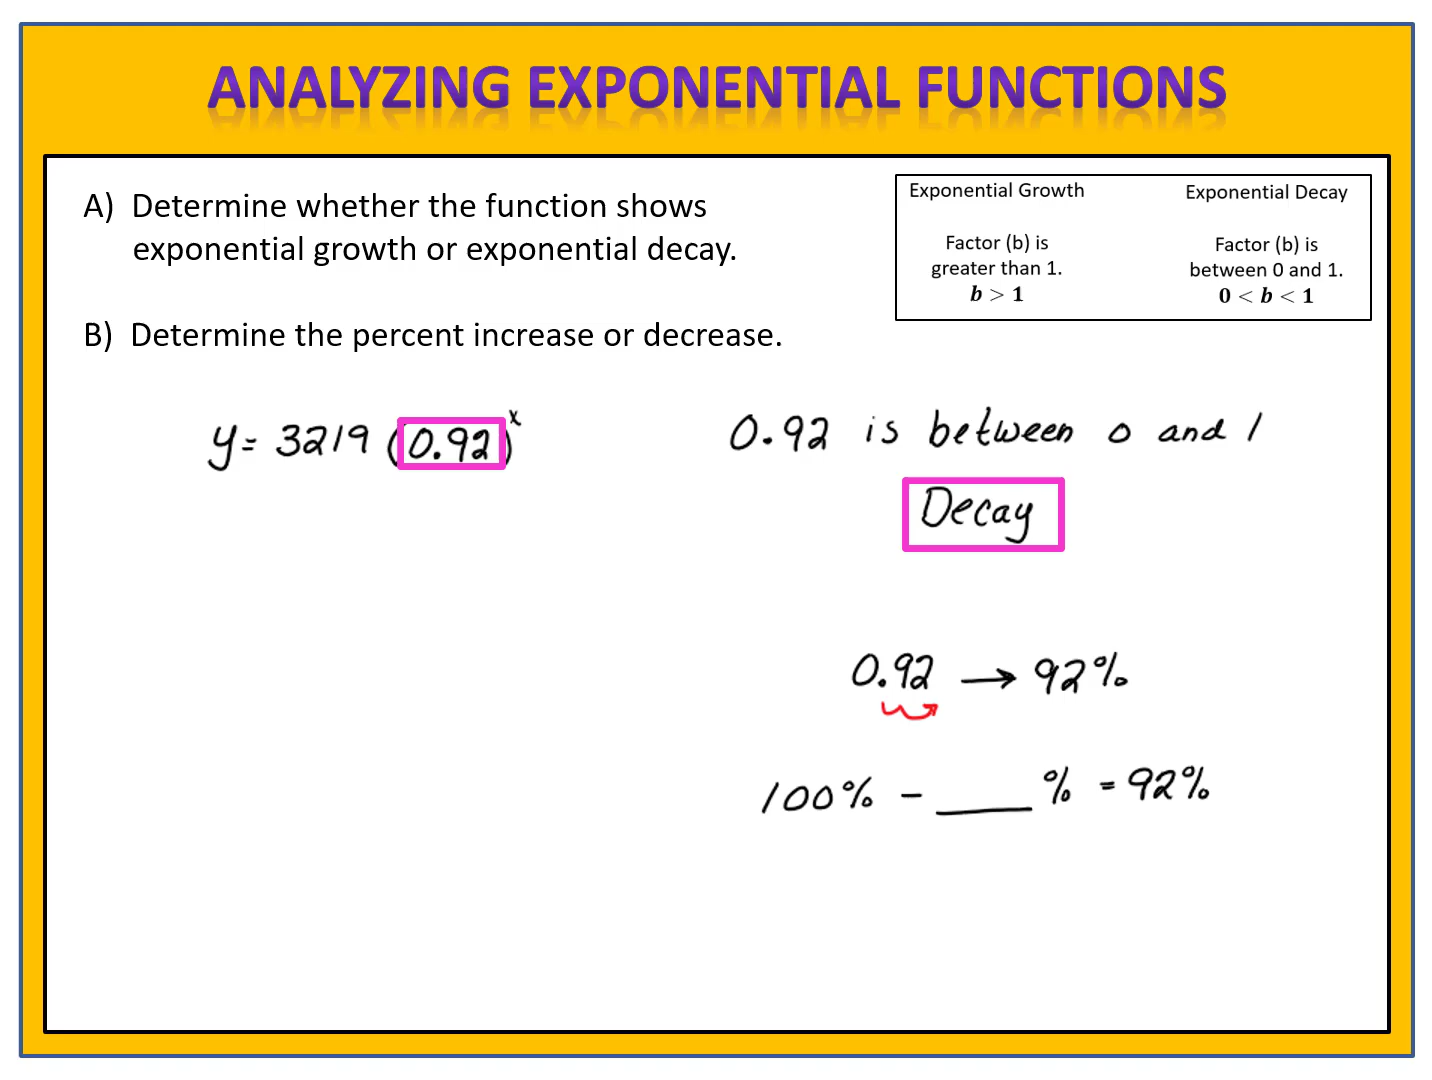 ANALYZING EXPONENTIAL FUNCTIONS
A) Determine whether the function shows
exponential growth or exponential decay.
B) Determine the percent increase or decrease.
Exponential Growth
Factor (b) is
greater than 1.
b > 1
Exponential Decay
Factor (b) is
between 0 and 1.
0 < b < 1
y = 3219 (0.92)^x
0.92 is between 0 and 1
Decay
0.92 → 92%
100% - ____ % = 92%